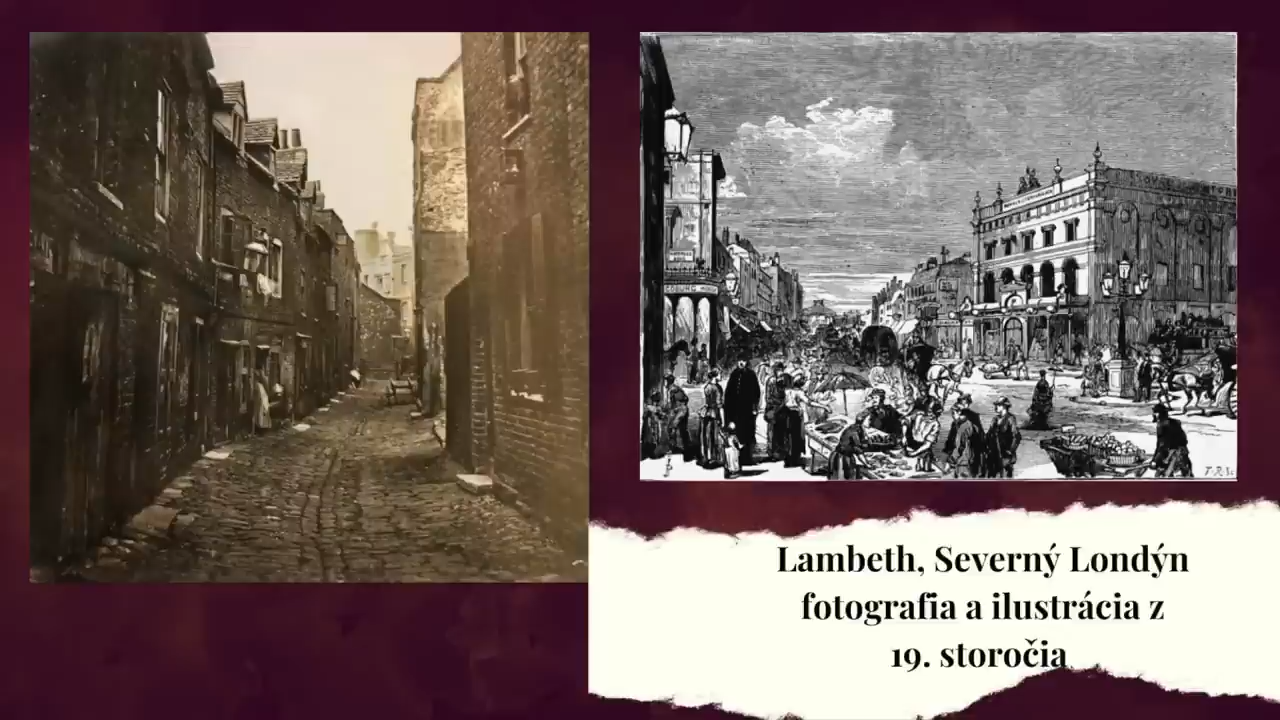 Lambeth, Severný Londýn
fotografia a ilustrácia z
19. storočia